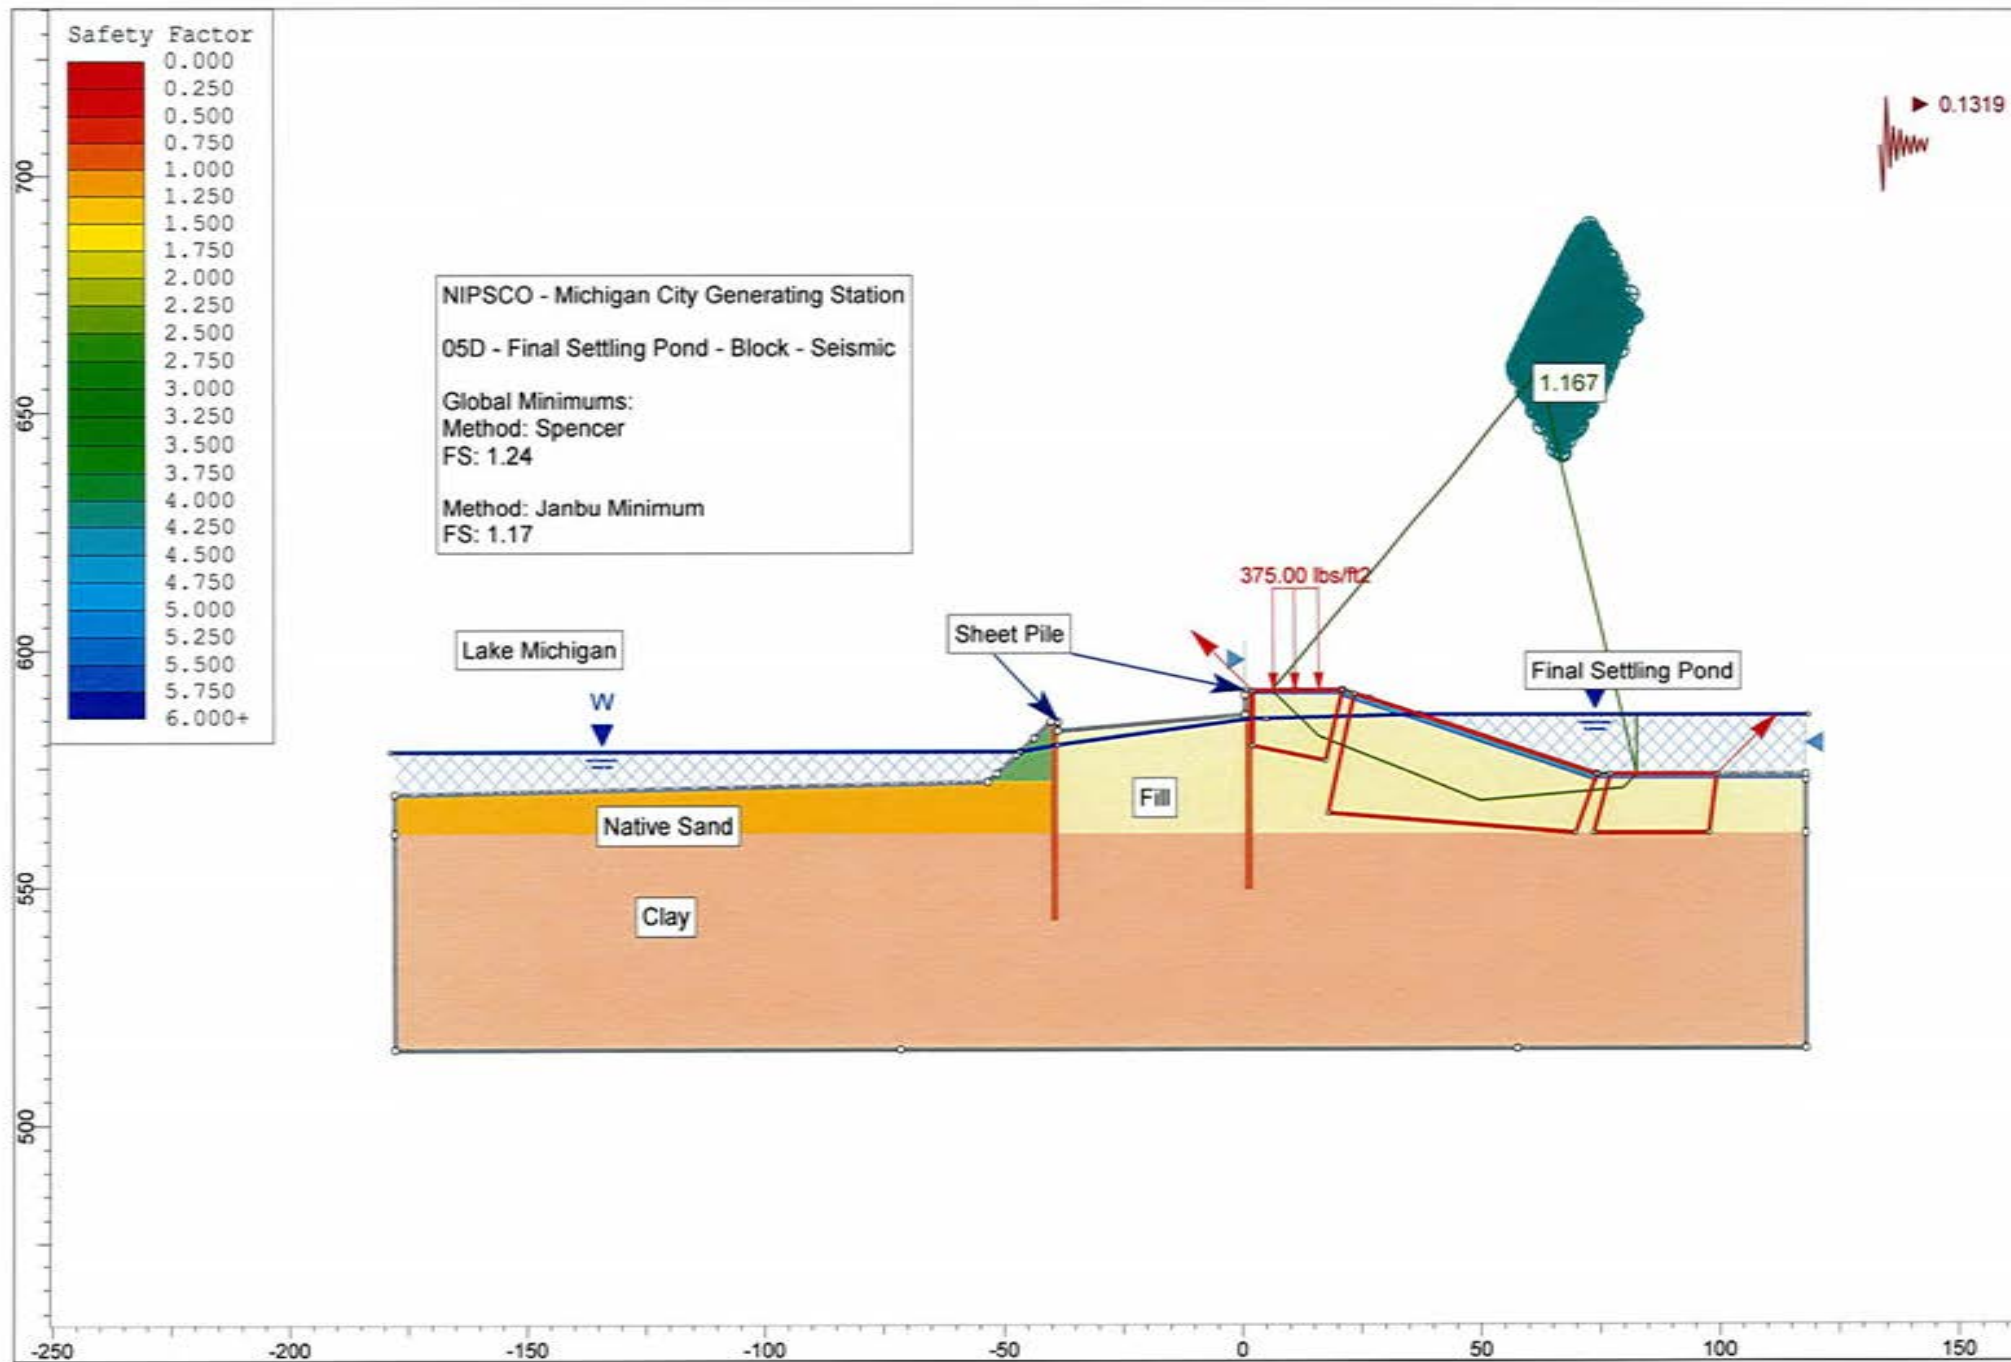 Safety Factor
0.000
0.250
0.500
0.750
1.000
1.250
1.500
1.750
2.000
2.250
2.500
2.750
3.000
3.250
3.500
3.750
4.000
4.250
4.500
4.750
5.000
5.250
5.500
5.750
6.000+
0.1319
NIPSCO - Michigan City Generating Station
05D - Final Settling Pond - Block - Seismic
Global Minimums:
Method: Spencer
FS: 1.24
Method: Janbu Minimum
FS: 1.17
1.167
375.00 lbs/ft2
Sheet Pile
Lake Michigan
W
Final Settling Pond
Fill
Native Sand
Clay
700
650
600
550
500
-250
-200
-150
-100
-50
0
50
100
150